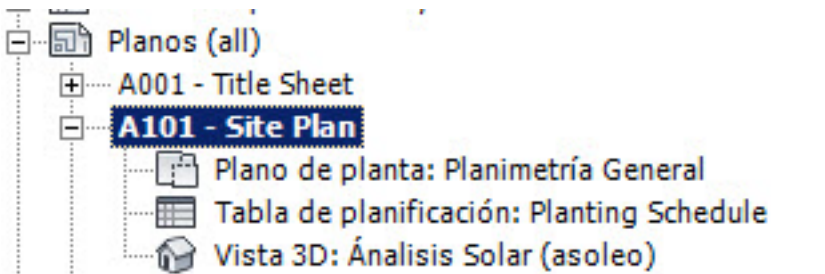 Planos (all)
A001 - Title Sheet
A101 - Site Plan
Plano de planta: Planimetría General
Tabla de planificación: Planting Schedule
Vista 3D: Ánalisis Solar (asoleo)